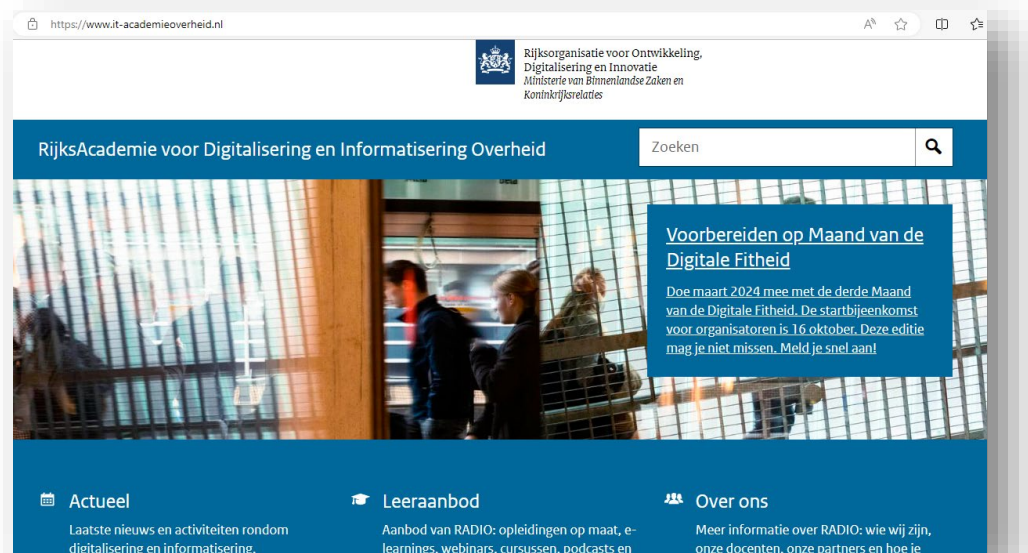 https://www.it-academieoverheid.nl
Rijksorganisatie voor Ontwikkeling,
Digitalisering en Innovatie
Ministerie van Binnenlandse Zaken en
Koninkrijksrelaties
RijksAcademie voor Digitalisering en Informatisering Overheid
Zoeken
Voorbereiden op Maand van de
Digitale Fitheid
Doe maart 2024 mee met de derde Maand
van de Digitale Fitheid. De startbijeenkomst
voor organisatoren is 16 oktober. Deze editie
mag je niet missen. Meld je snel aan!
Actueel
Laatste nieuws en activiteiten rondom
digitalisering en informatisering.
Leeraanbod
Aanbod van RADIO: opleidingen op maat, e-
learnings, webinars, cursussen, podcasts en
Over ons
Meer informatie over RADIO: wie wij zijn,
onze docenten, onze partners en hoe je